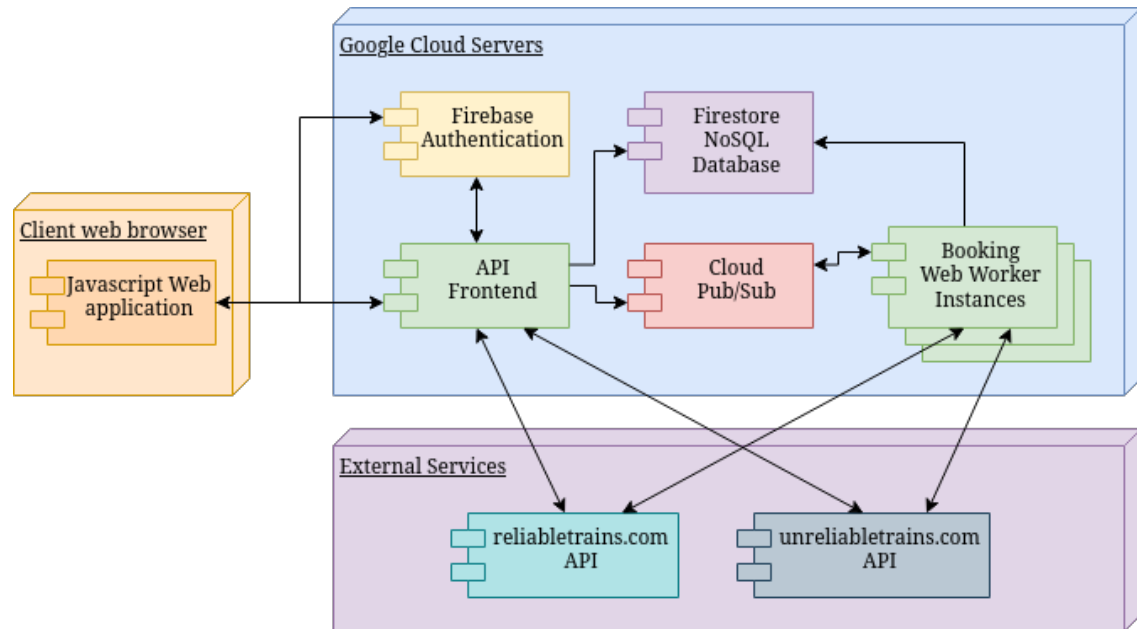 Google Cloud Servers
Firebase
Authentication
Firestore
NoSQL
Database
Client web browser
Javascript Web
application
API
Frontend
Cloud
Pub/Sub
Booking
Web Worker
Instances
External Services
reliabletrains.com
API
unreliabletrains.com
API